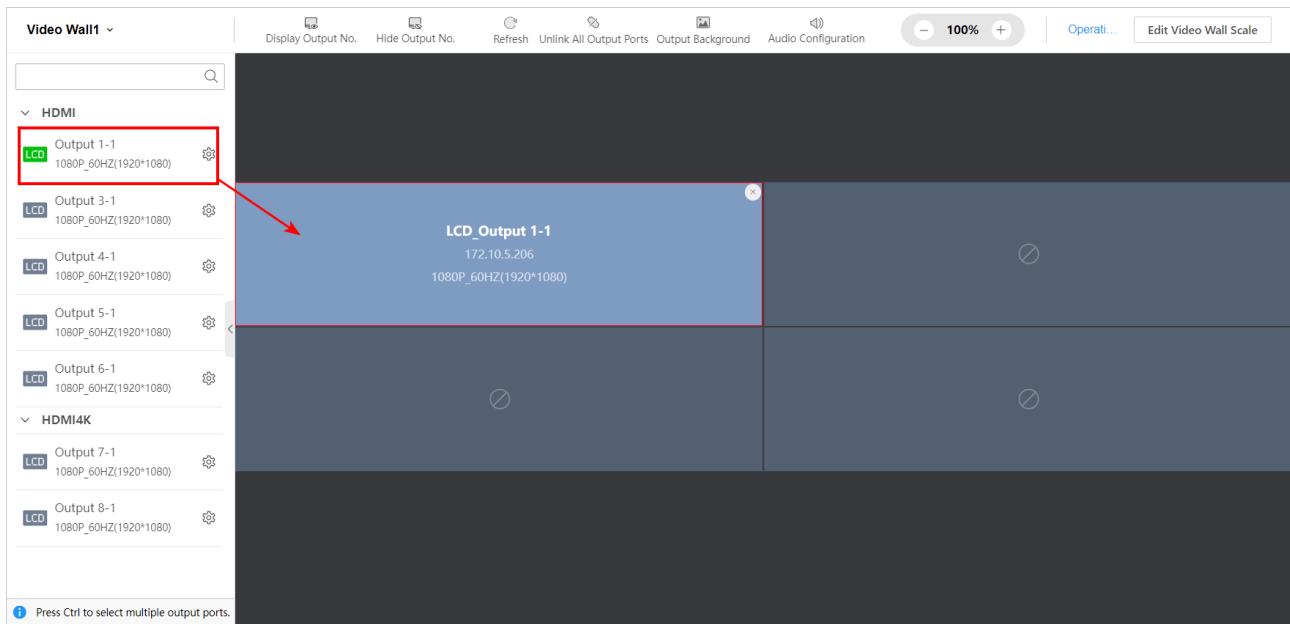 Video Wall1
Display Output No.
Hide Output No.
Refresh
Unlink All Output Ports
Output Background
Audio Configuration
100%
Operati...
Edit Video Wall Scale
HDMI
LCD
Output 1-1
1080P_60HZ(1920*1080)
LCD
Output 3-1
1080P_60HZ(1920*1080)
LCD
Output 4-1
1080P_60HZ(1920*1080)
LCD
Output 5-1
1080P_60HZ(1920*1080)
LCD
Output 6-1
1080P_60HZ(1920*1080)
HDMI4K
LCD
Output 7-1
1080P_60HZ(1920*1080)
LCD
Output 8-1
1080P_60HZ(1920*1080)
Press Ctrl to select multiple output ports.
LCD_Output 1-1
172.10.5.206
1080P_60HZ(1920*1080)